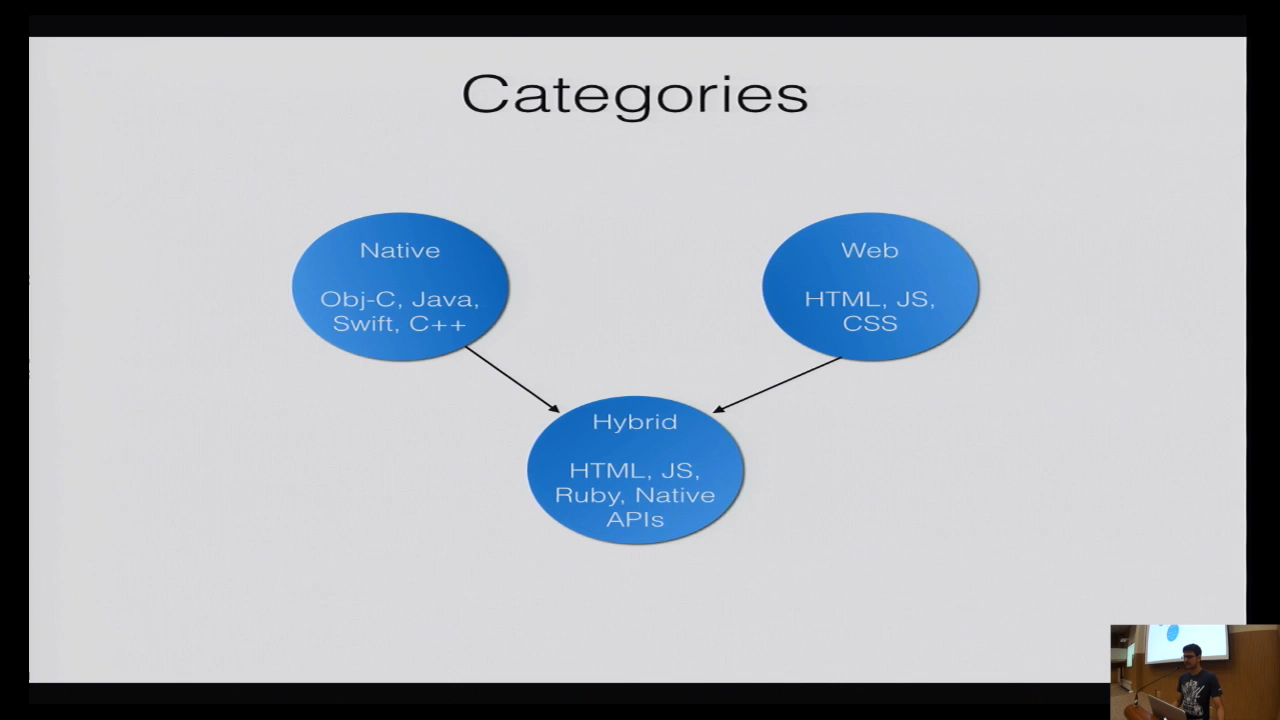 Categories
Native
Obj-C, Java,
Swift, C++
Web
HTML, JS,
CSS
Hybrid
HTML, JS,
Ruby, Native
APIs